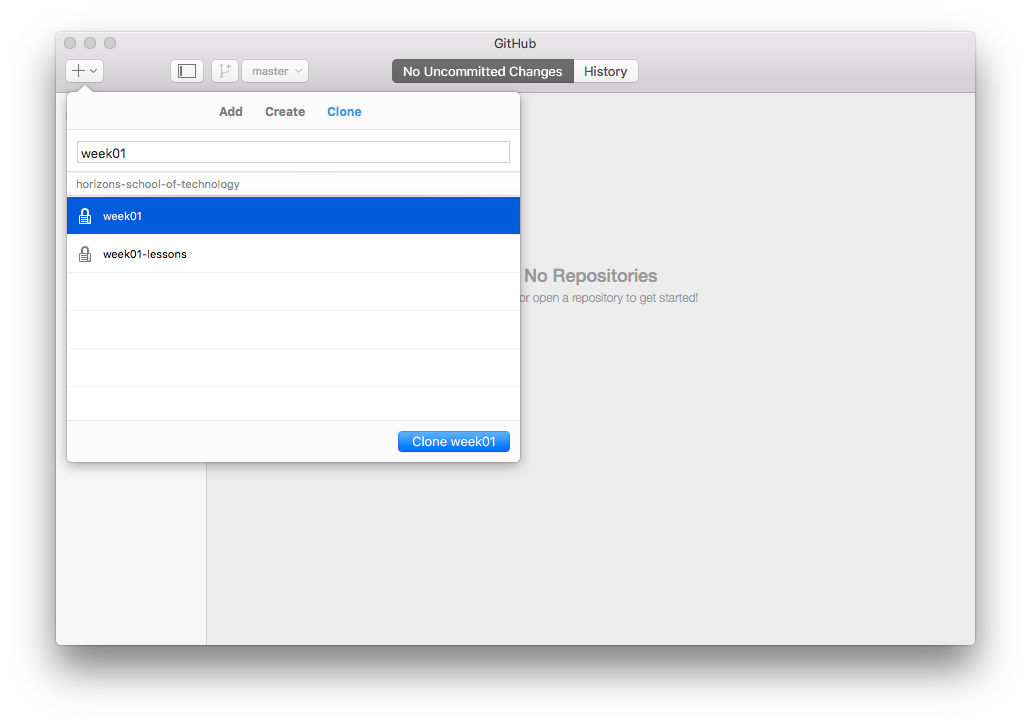 GitHub
master
No Uncommitted Changes
History
Add
Create
Clone
week01
horizons-school-of-technology
week01
week01-lessons
No Repositories
or open a repository to get started!
Clone week01